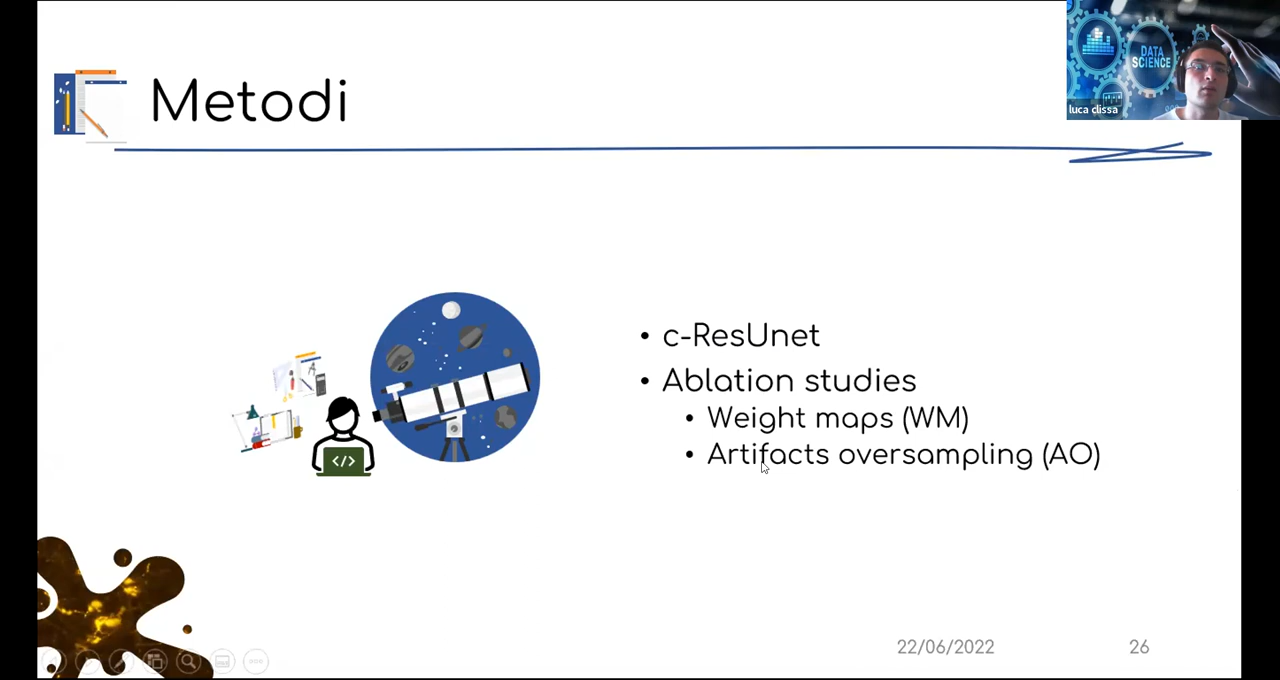 Metodi
DATA
SCIENCE
luca clissa
• c-ResUnet
• Ablation studies
• Weight maps (WM)
• Artifacts oversampling (AO)
</>
22/06/2022
26